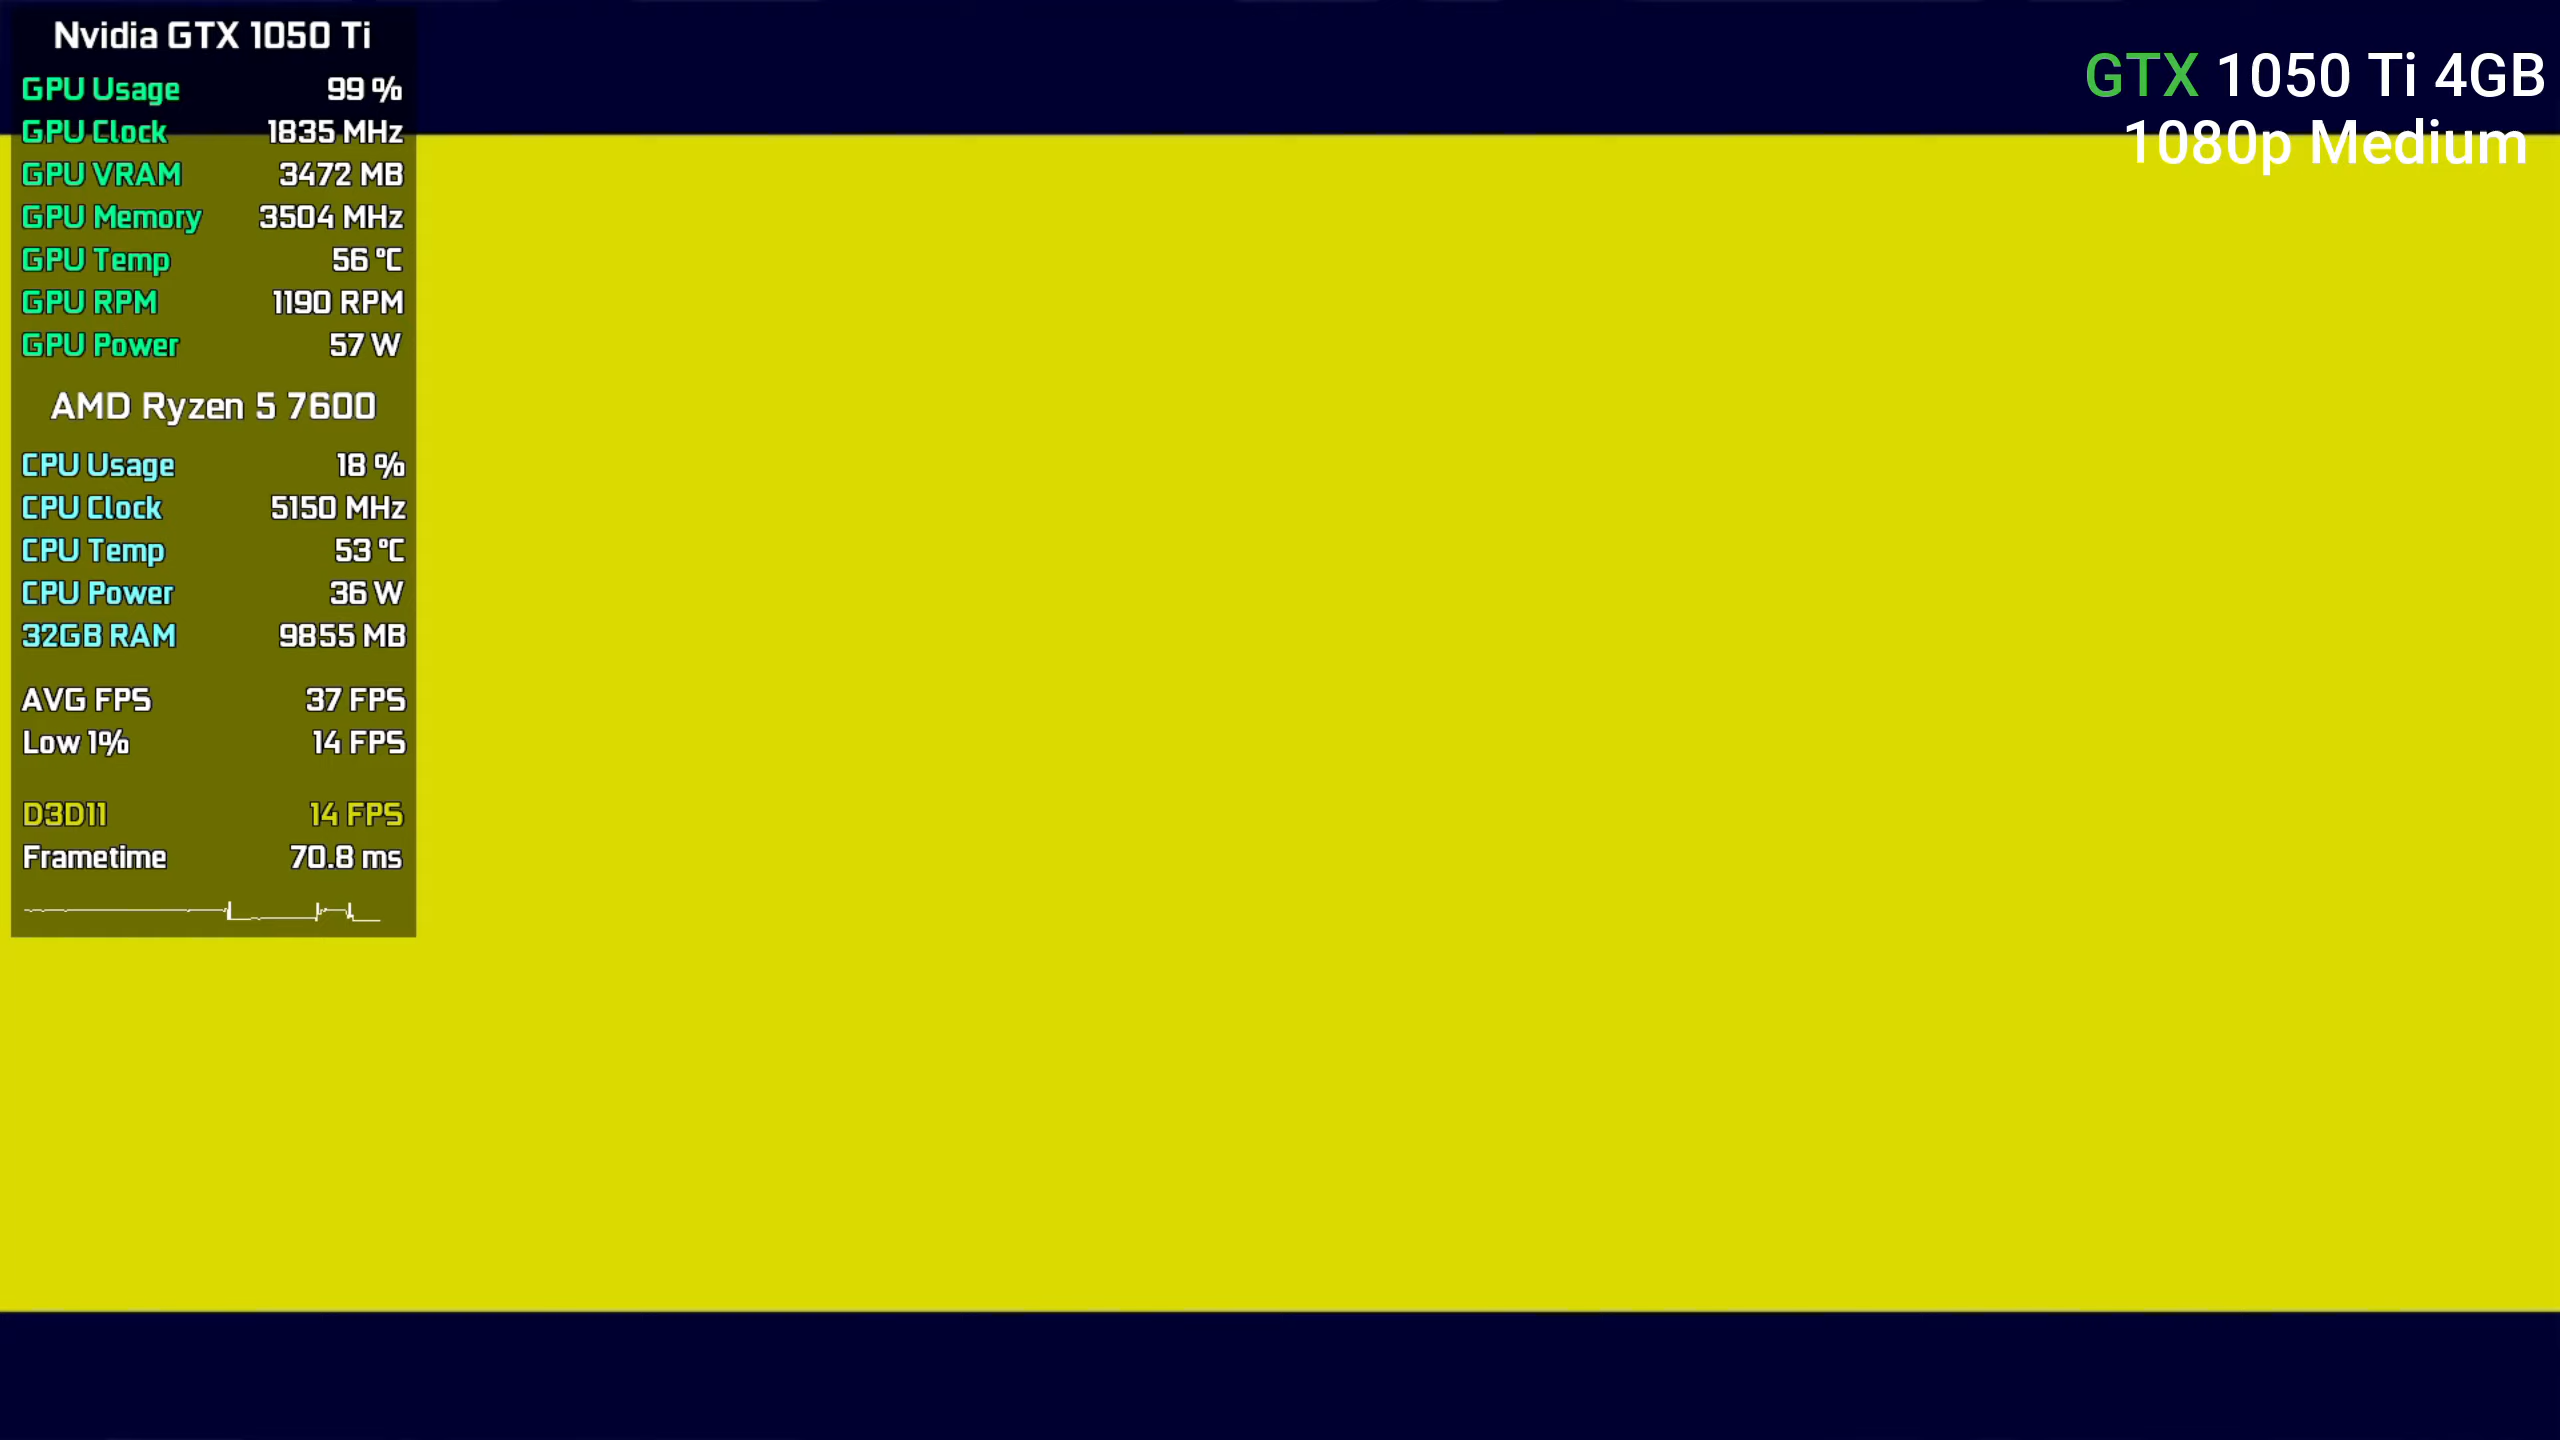 Nvidia GTX 1050 Ti
GPU Usage 99 %
GPU Clock 1835 MHz
GPU VRAM 3472 MB
GPU Memory 3504 MHz
GPU Temp 56 °C
GPU RPM 1190 RPM
GPU Power 57 W
AMD Ryzen 5 7600
CPU Usage 18 %
CPU Clock 5150 MHz
CPU Temp 53 °C
CPU Power 36 W
32GB RAM 9855 MB
AVG FPS 37 FPS
Low 1% 14 FPS
D3D11 14 FPS
Frametime 70.8 ms
GTX 1050 Ti 4GB
1080p Medium